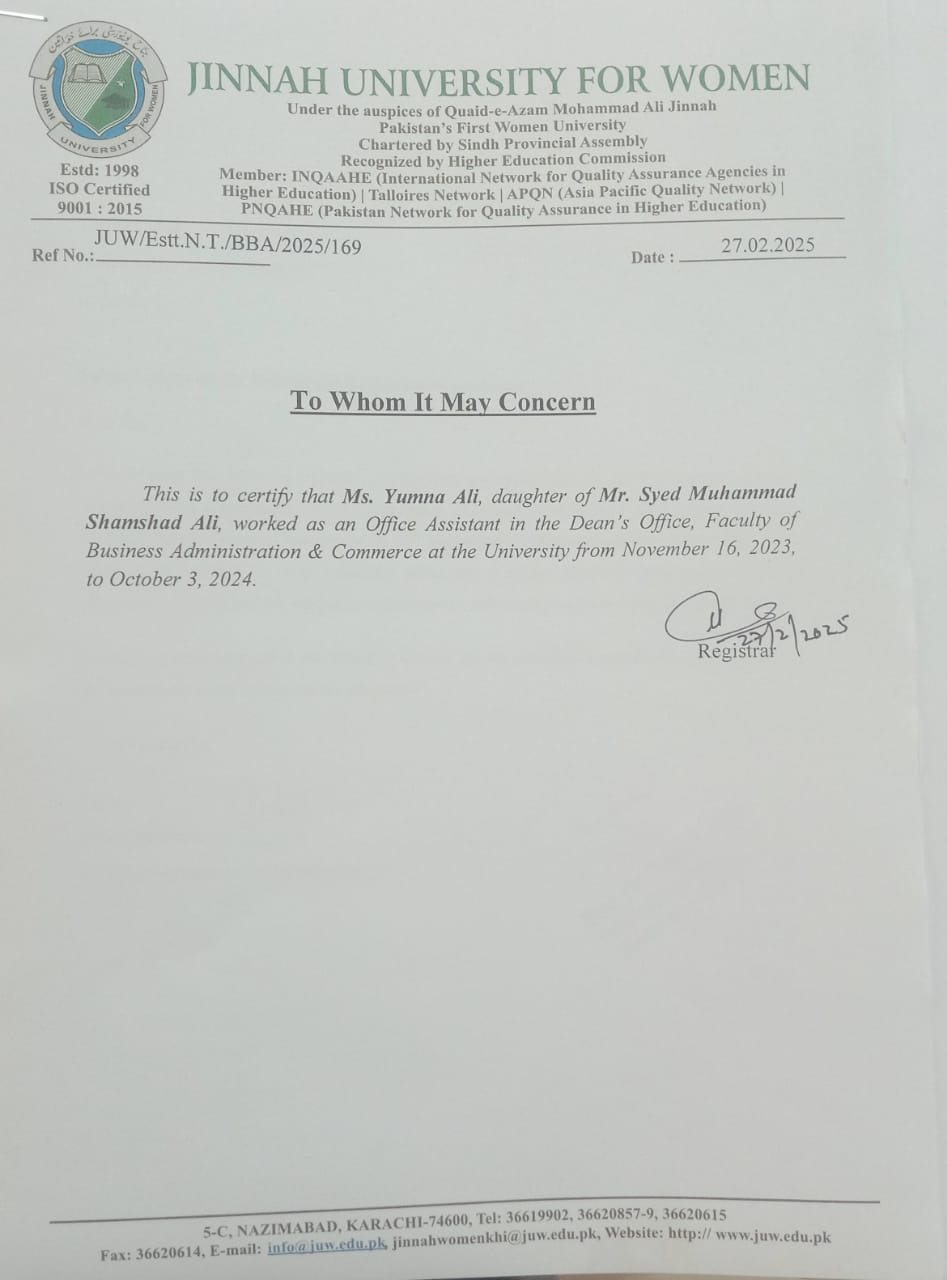 جناح یونیورسٹی برائے خواتین
JINNAH UNIVERSITY FOR WOMEN
JINNAH UNIVERSITY FOR WOMEN
Under the auspices of Quaid-e-Azam Mohammad Ali Jinnah
Pakistan's First Women University
Chartered by Sindh Provincial Assembly
Recognized by Higher Education Commission
Member: INQAAHE (International Network for Quality Assurance Agencies in
Higher Education) | Talloires Network | APQN (Asia Pacific Quality Network) |
PNQAHE (Pakistan Network for Quality Assurance in Higher Education)
Estd: 1998
ISO Certified
9001 : 2015
Ref No.: JUW/Estt.N.T./BBA/2025/169
Date : 27.02.2025
To Whom It May Concern
This is to certify that Ms. Yumna Ali, daughter of Mr. Syed Muhammad
Shamshad Ali, worked as an Office Assistant in the Dean's Office, Faculty of
Business Administration & Commerce at the University from November 16, 2023,
to October 3, 2024.
27/2/2025
Registrar
5-C, NAZIMABAD, KARACHI-74600, Tel: 36619902, 36620857-9, 36620615
Fax: 36620614, E-mail: info@juw.edu.pk, jinnahwomenkhi@juw.edu.pk, Website: http:// www.juw.edu.pk